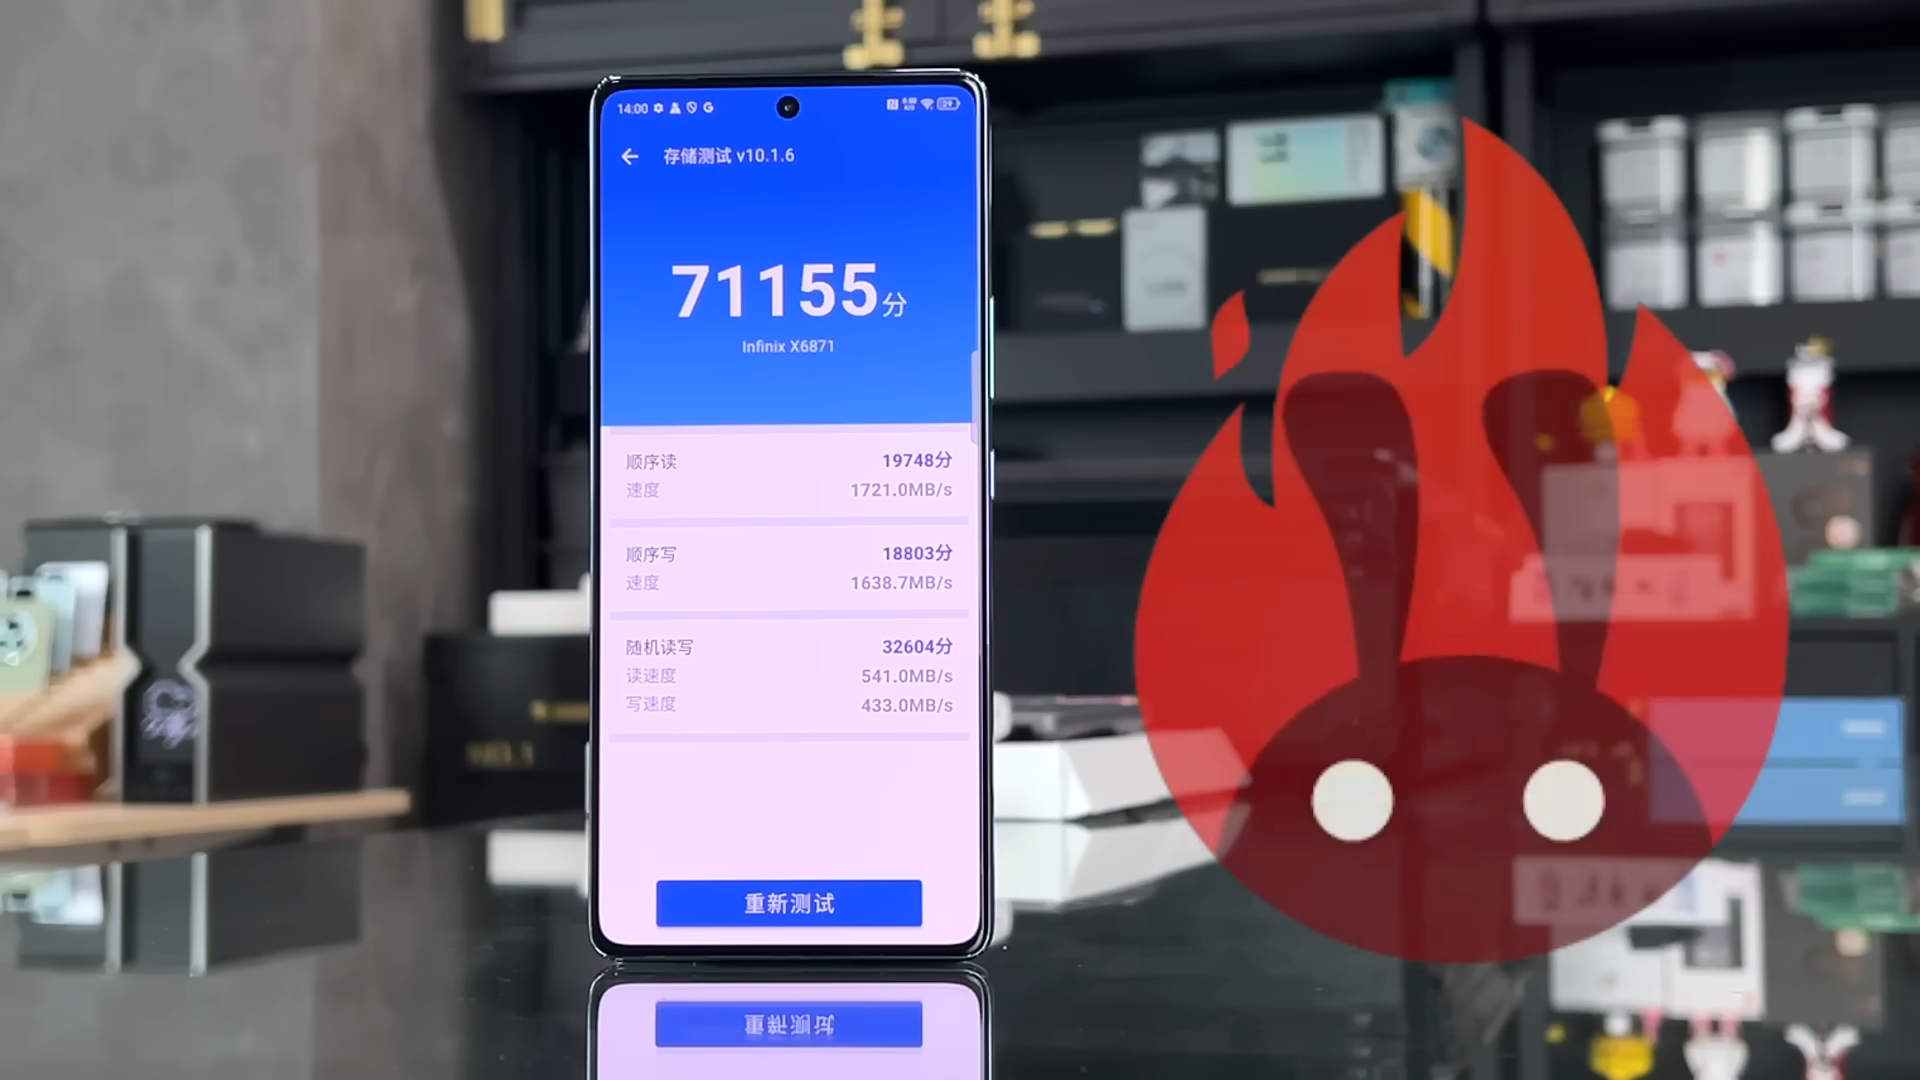 14:00
存储测试 v10.1.6
71155分
Infinix X6871
顺序读 19748分
速度 1721.0MB/s
顺序写 18803分
速度 1638.7MB/s
随机读写 32604分
读速度 541.0MB/s
写速度 433.0MB/s
重新测试
NO.1